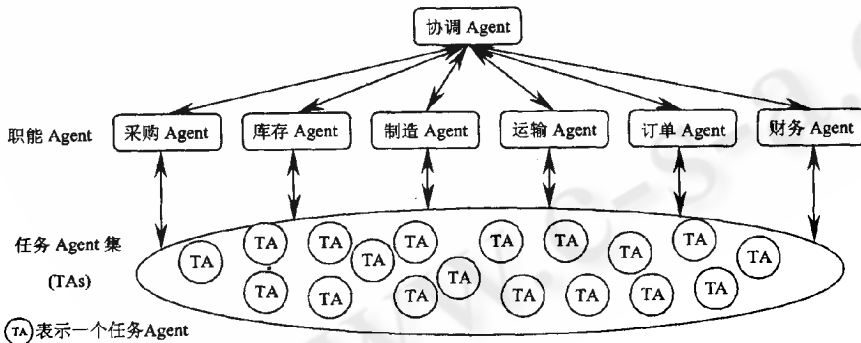 协调 Agent
职能 Agent 采购 Agent 库存 Agent 制造 Agent 运输 Agent 订单 Agent 财务 Agent
任务 Agent 集
(TAs)
TA TA TA TA TA TA TA TA TA TA TA
TA TA TA TA TA TA TA
TA 表示一个任务Agent
www.c-s-a.